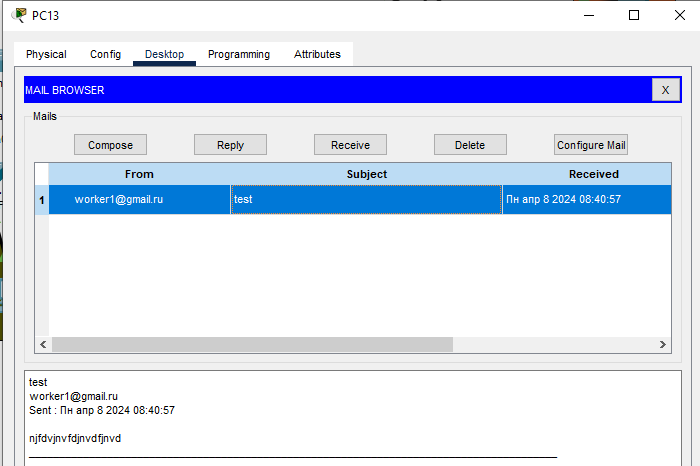 PC13
Physical Config Desktop Programming Attributes
MAIL BROWSER X
Mails
Compose Reply Receive Delete Configure Mail
From Subject Received
1 worker1@gmail.ru test Пн апр 8 2024 08:40:57
test
worker1@gmail.ru
Sent : Пн апр 8 2024 08:40:57
njfdvjnvfdjnvdfjnvd